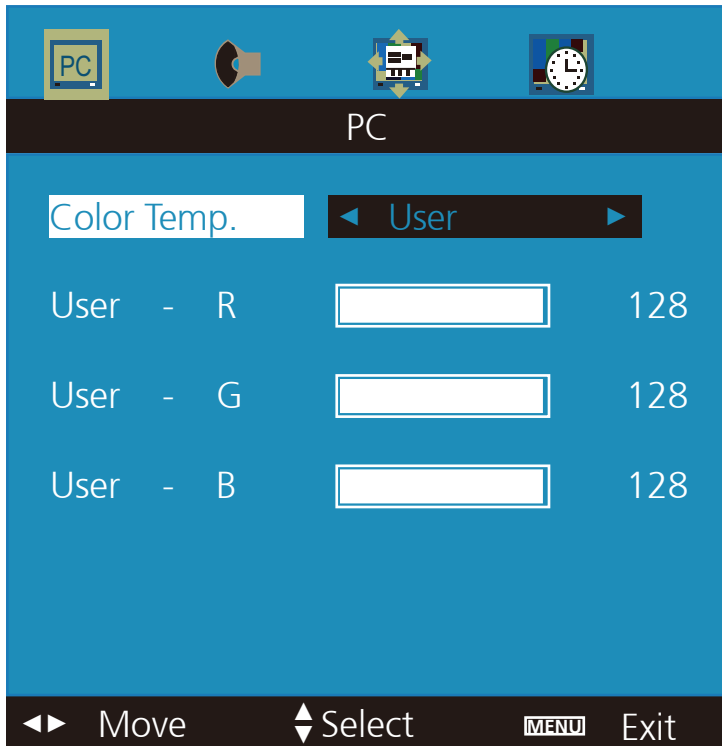 PC
PC
Color Temp. ◄ User ►
User - R 128
User - G 128
User - B 128
◄► Move ▲▼ Select MENU Exit